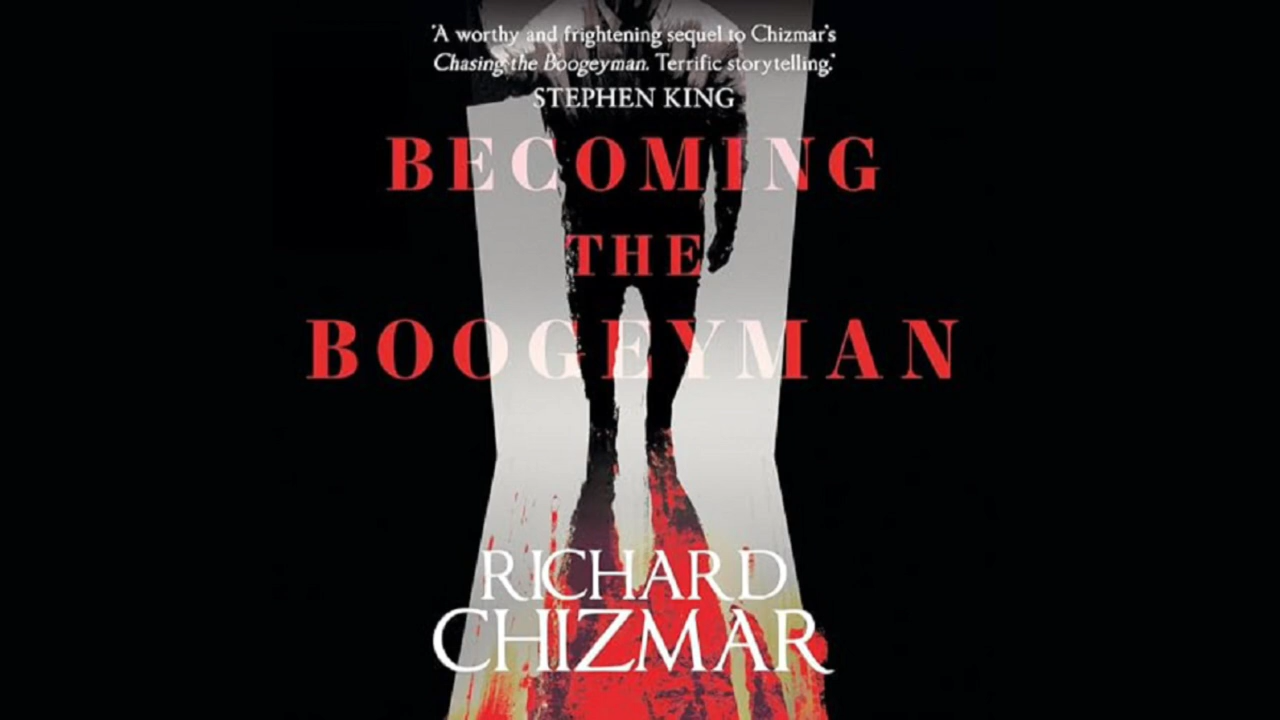 'A worthy and frightening sequel to Chizmar's
Chasing the Boogeyman. Terrific storytelling.'
STEPHEN KING
BECOMING
THE
BOOGEYMAN
RICHARD
CHIZMAR